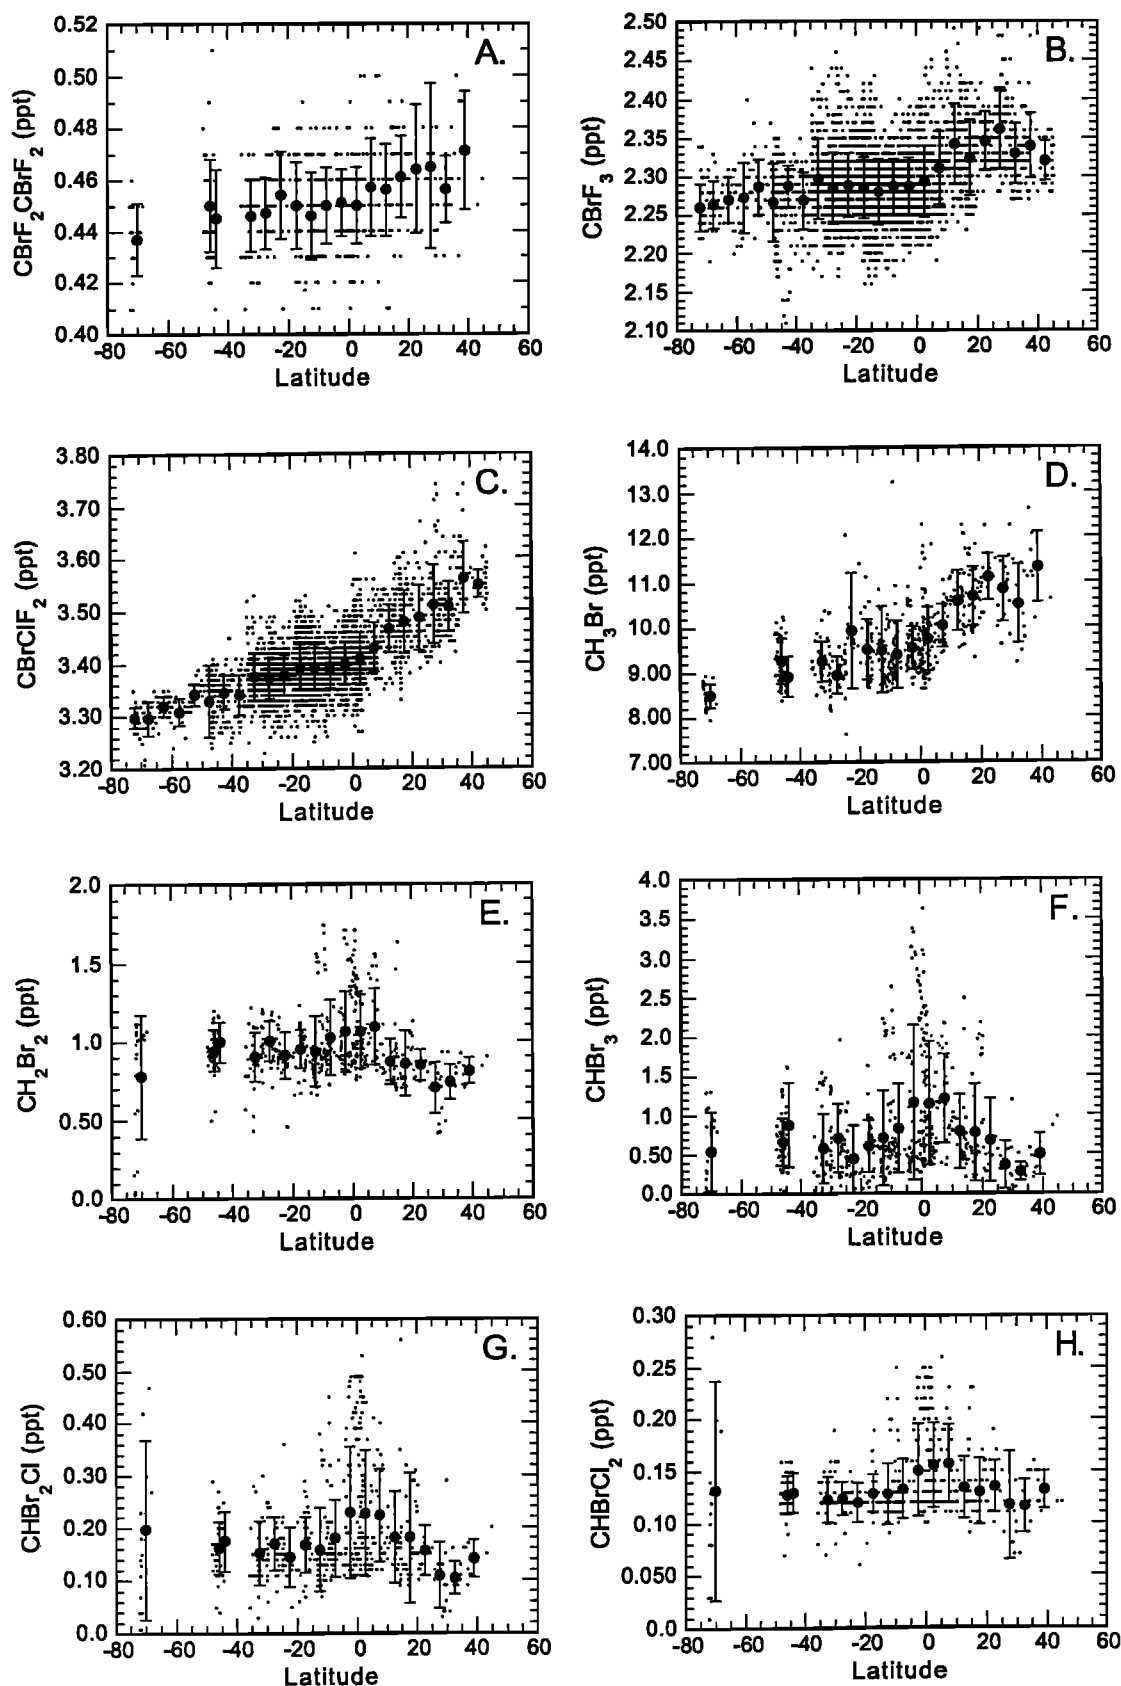 A.
CBrF2CBrF2 (ppt)
0.52
0.50
0.48
0.46
0.44
0.42
0.40
-80 -60 -40 -20 0 20 40 60
Latitude
B.
CBrF3 (ppt)
2.50
2.45
2.40
2.35
2.30
2.25
2.20
2.15
2.10
-80 -60 -40 -20 0 20 40 60
Latitude
C.
CBrClF2 (ppt)
3.80
3.70
3.60
3.50
3.40
3.30
3.20
-80 -60 -40 -20 0 20 40 60
Latitude
D.
CH3Br (ppt)
14.0
13.0
12.0
11.0
10.0
9.00
8.00
7.00
-80 -60 -40 -20 0 20 40 60
Latitude
E.
CH2Br2 (ppt)
2.0
1.5
1.0
0.50
0.0
-80 -60 -40 -20 0 20 40 60
Latitude
F.
CHBr3 (ppt)
4.0
3.5
3.0
2.5
2.0
1.5
1.0
0.50
0.0
-80 -60 -40 -20 0 20 40 60
Latitude
G.
CHBr2Cl (ppt)
0.60
0.50
0.40
0.30
0.20
0.10
0.0
-80 -60 -40 -20 0 20 40 60
Latitude
H.
CHBrCl2 (ppt)
0.30
0.25
0.20
0.15
0.10
0.050
0.0
-80 -60 -40 -20 0 20 40 60
Latitude